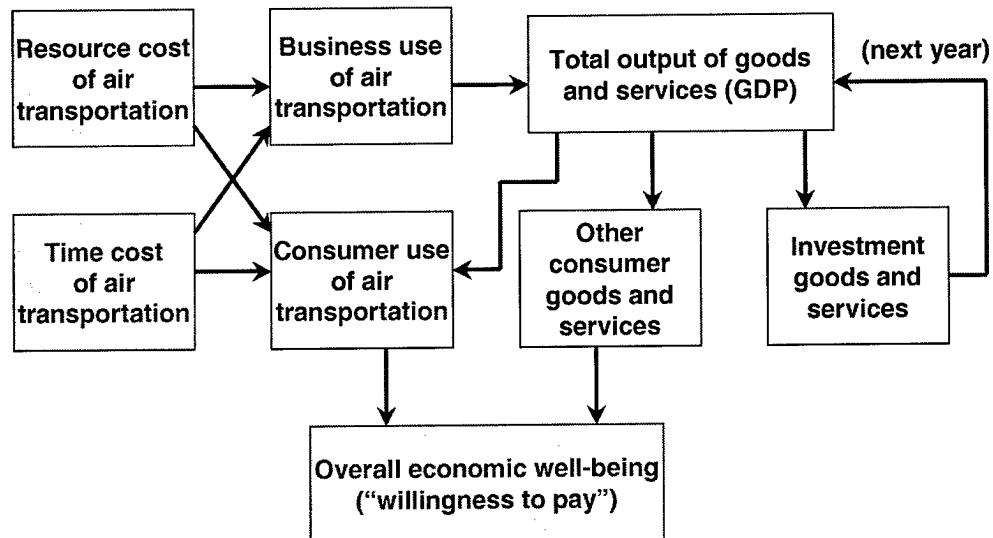 Resource cost
of air
transportation
Business use
of air
transportation
Total output of goods
and services (GDP)
(next year)
Time cost
of air
transportation
Consumer use
of air
transportation
Other
consumer
goods and
services
Investment
goods and
services
Overall economic well-being
(“willingness to pay”)